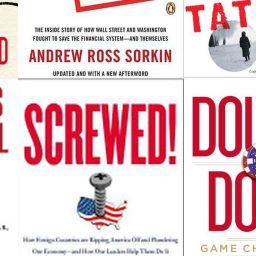 THE INSIDE STORY OF HOW WALL STREET AND WASHINGTON
FOUGHT TO SAVE THE FINANCIAL SYSTEM—AND THEMSELVES
ANDREW ROSS SORKIN
UPDATED AND WITH A NEW AFTERWORD
TAT
SCREWED!
How Foreign Countries are Ripping America Off and Plundering
Our Economy—and How Our Leaders Help Them Do It
DOU
DO
GAME CH